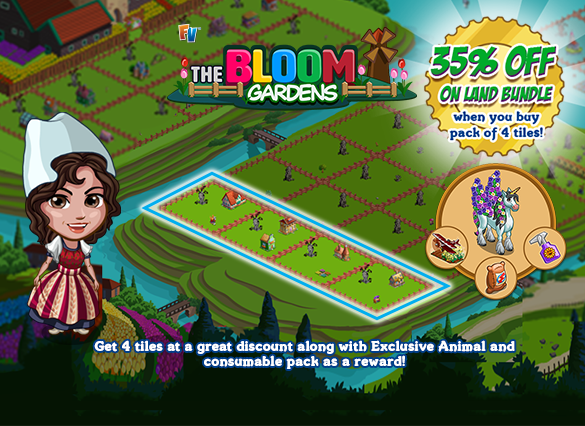 FV
THE BLOOM
GARDENS
35% OFF
ON LAND BUNDLE
when you buy
pack of 4 tiles!
Get 4 tiles at a great discount along with Exclusive Animal and
consumable pack as a reward!